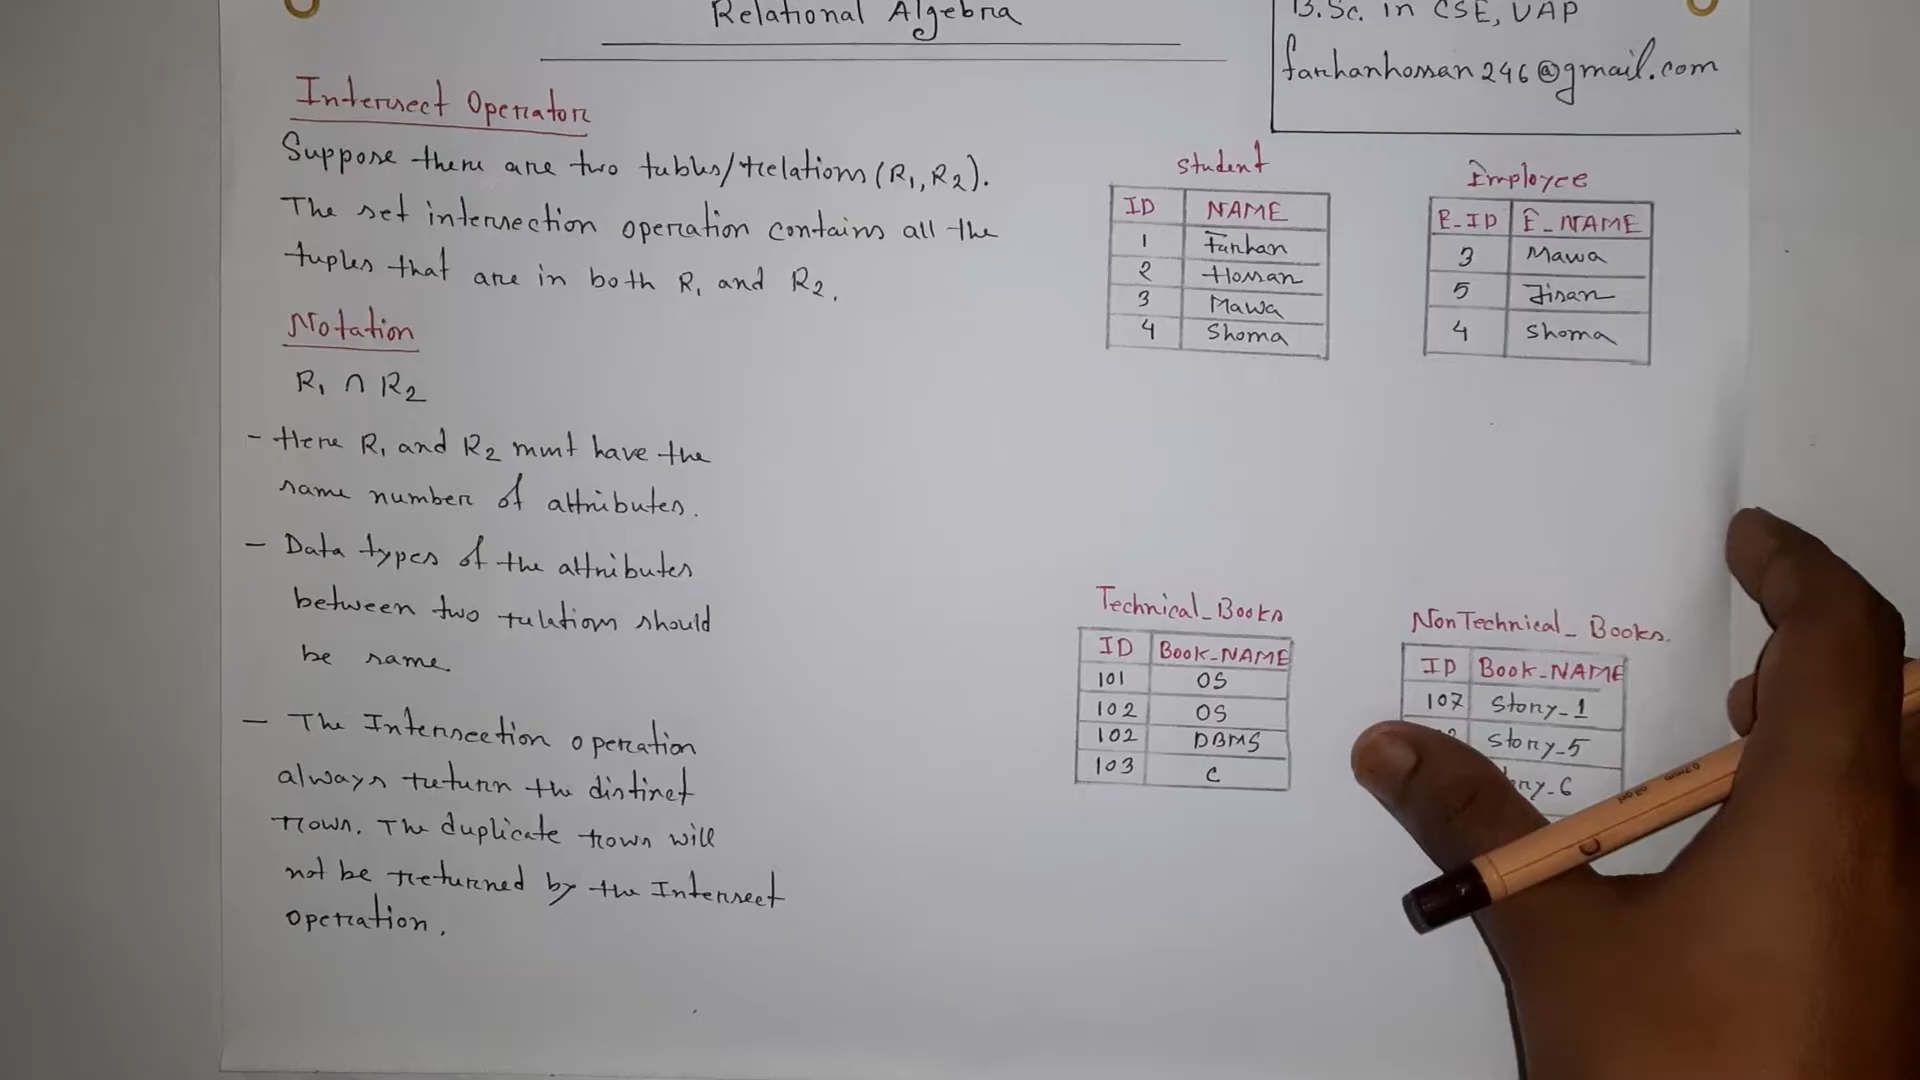 Relational Algebra
B.Sc. in CSE, UAP
farhanhossan246@gmail.com
Intersect Operator
Suppose there are two tables/relations (R1, R2).
The set intersection operation contains all the
tuples that are in both R1 and R2.
Notation
R1 ∩ R2
- Here R1 and R2 must have the
same number of attributes.
- Data types of the attributes
between two relations should
be same.
- The Intersection operation
always return the distinct
rows. The duplicate rows will
not be returned by the Intersect
operation.
Student
ID NAME
1 Farhan
2 Hossan
3 Mawa
4 Shoma
Employee
E_ID E_NAME
3 Mawa
5 Jisan
4 Shoma
Technical_Books
ID Book_NAME
101 OS
102 OS
102 DBMS
103 C
NonTechnical_Books.
ID Book_NAME
107 Story_1
Story_5
ry_6
0.7mm